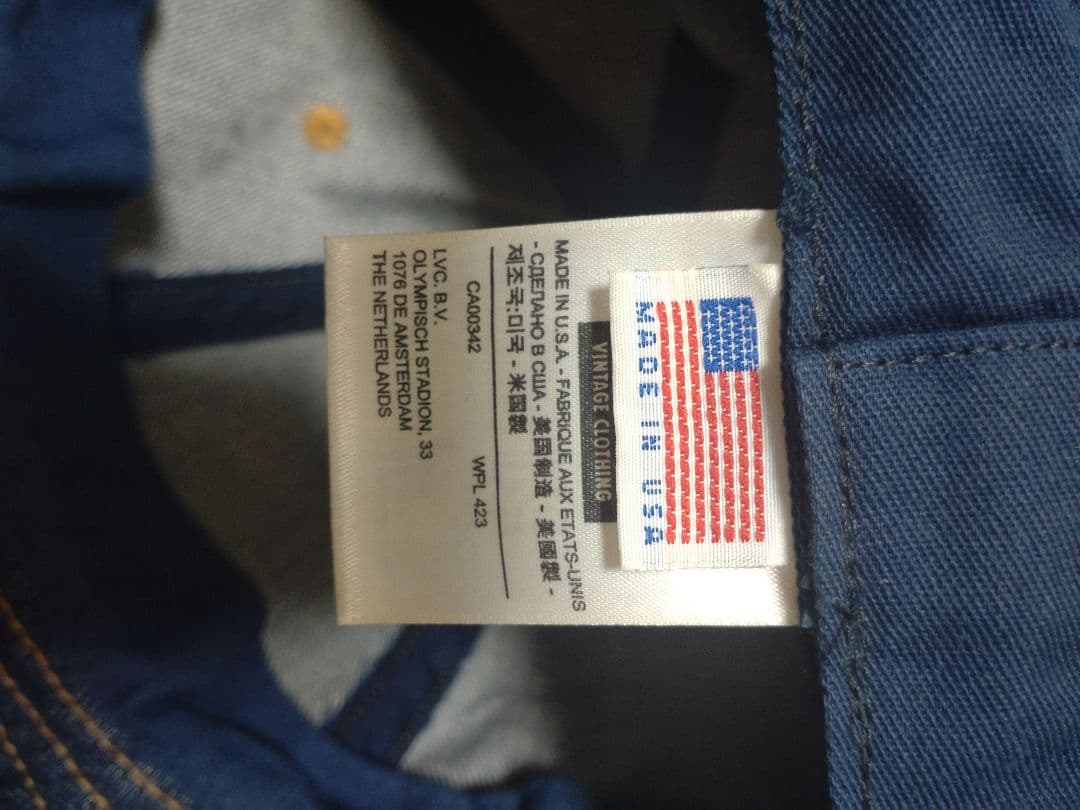 MADE IN USA
VINTAGE CLOTHING
MADE IN U.S.A. - FABRIQUE AUX ETATS-UNIS
- СДЕЛАНО В США - 美国制造 - 美國製 -
제조국:미국 - 米国製
CA00342 WPL 423
LVC. B.V.
OLYMPISCH STADION, 33
1076 DE AMSTERDAM
THE NETHERLANDS